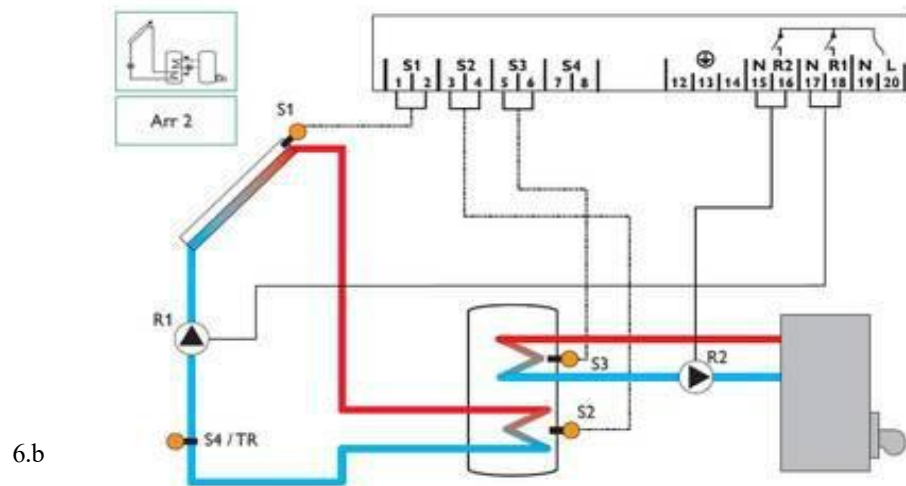 S1 S2 S3 S4 N R2 N R1 N L
1 2 3 4 5 6 7 8 12 13 14 15 16 17 18 19 20
Arr 2
S1
R1
S3
R2
S2
S4 / TR
6.b